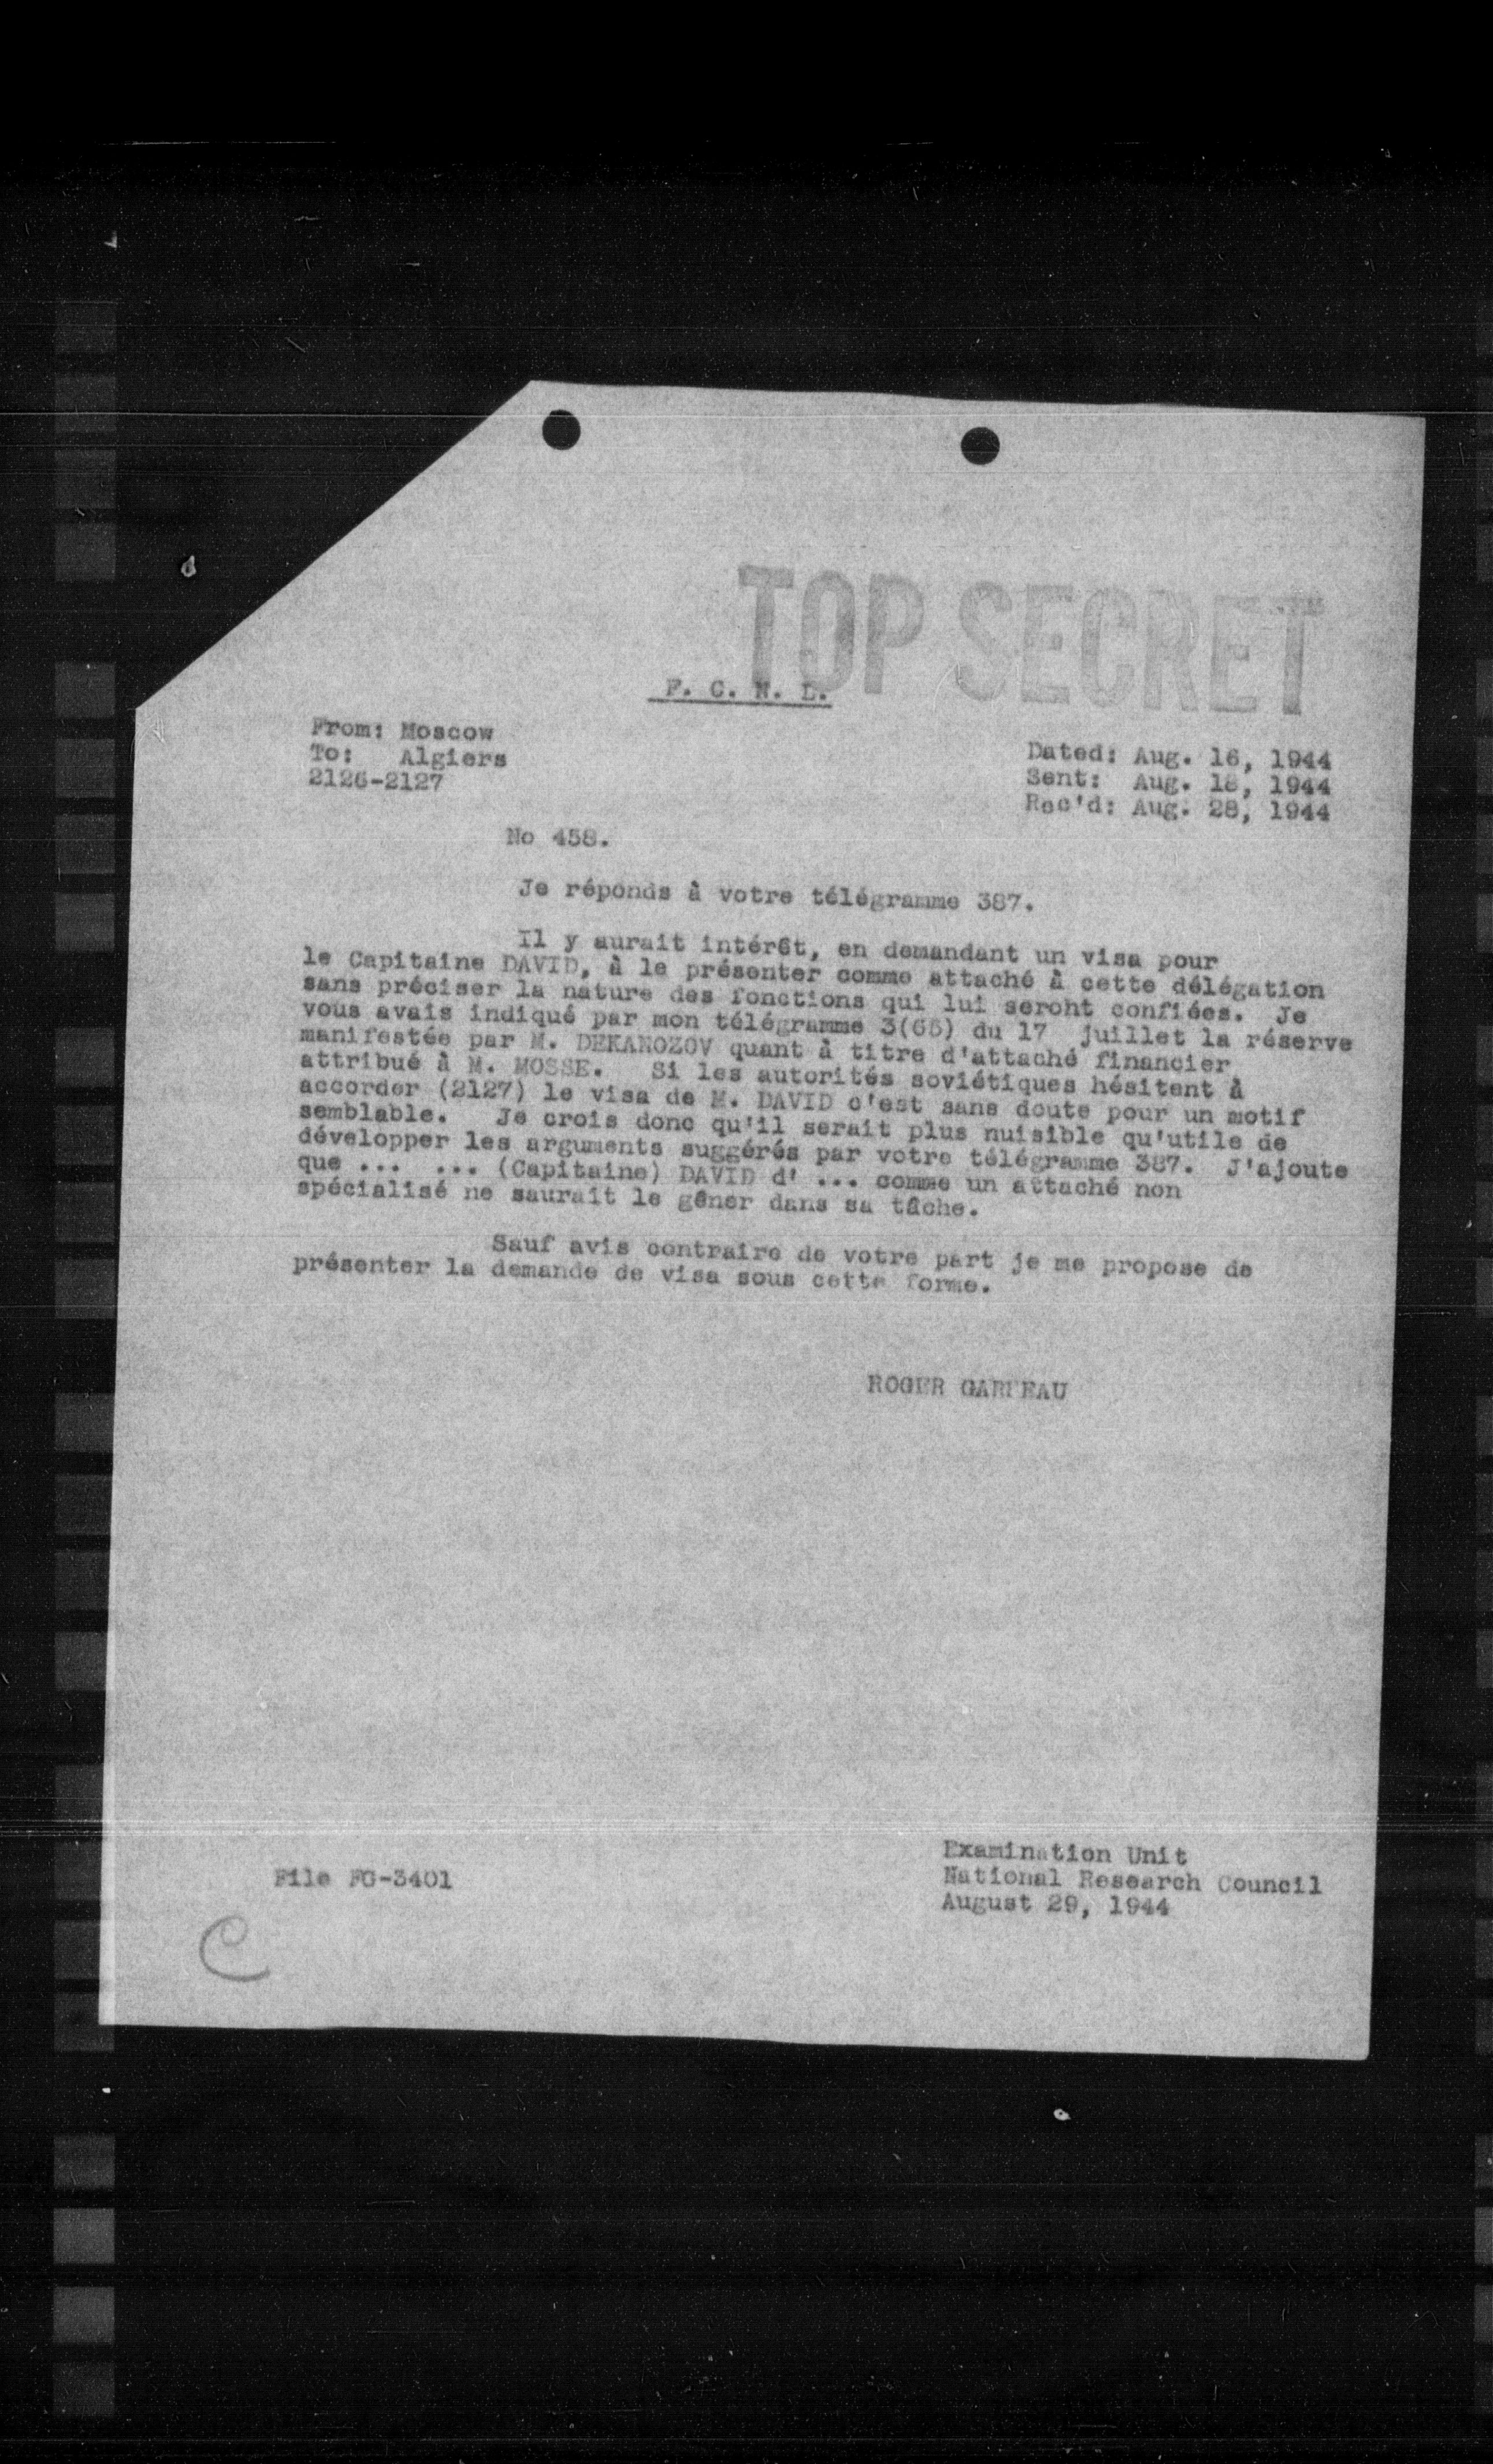 TOP SECRET
F. C. N. L.
From: Moscow
To: Algiers
2126-2127
Dated: Aug. 16, 1944
Sent: Aug. 18, 1944
Rec'd: Aug. 28, 1944
No 458.
Je réponds à votre télégramme 387.
Il y aurait intérêt, en demandant un visa pour
le Capitaine DAVID, à le présenter comme attaché à cette délégation
sans préciser la nature des fonctions qui lui seront confiées. Je
vous avais indiqué par mon télégramme 3(65) du 17 juillet la réserve
manifestée par M. DEKANOZOV quant à titre d'attaché financier
attribué à M. MOSSE. Si les autorités soviétiques hésitent à
accorder (2127) le visa de M. DAVID c'est sans doute pour un motif
semblable. Je crois donc qu'il serait plus nuisible qu'utile de
développer les arguments suggérés par votre télégramme 387. J'ajoute
que ... ... (Capitaine) DAVID d' ... comme un attaché non
spécialisé ne saurait le gêner dans sa tâche.
Sauf avis contraire de votre part je me propose de
présenter la demande de visa sous cette forme.
ROGER GARREAU
File FG-3401
Examination Unit
National Research Council
August 29, 1944
C